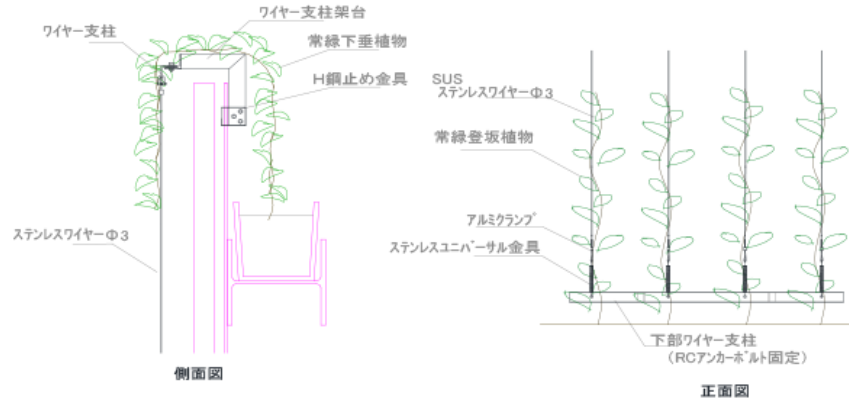 ワイヤー支柱架台
ワイヤー支柱
常緑下垂植物
H鋼止め金具
ステンレスワイヤーΦ3
側面図
SUS
ステンレスワイヤーΦ3
常緑登坂植物
アルミクランプ
ステンレスユニバーサル金具
下部ワイヤー支柱
（RCアンカーボルト固定）
正面図